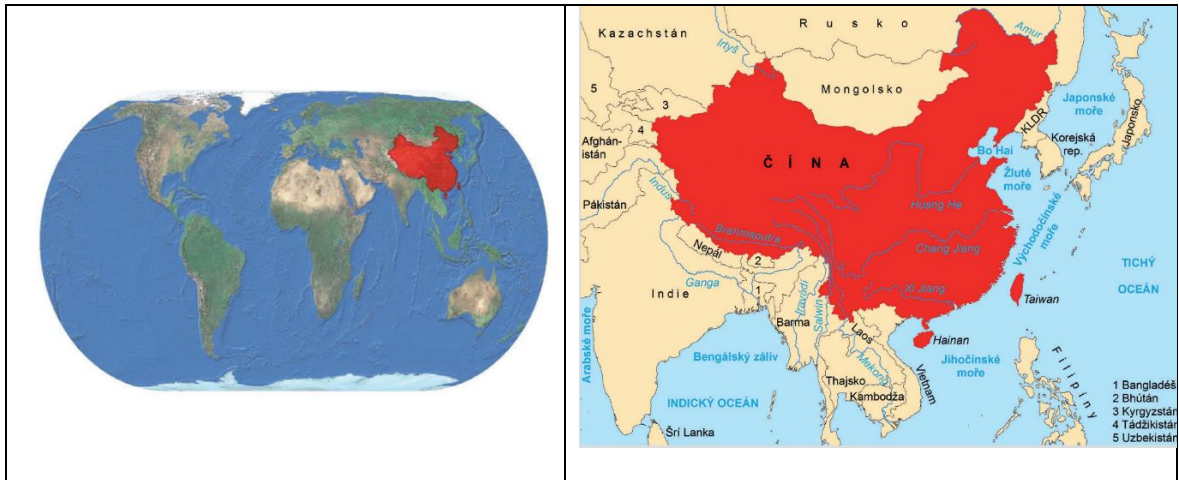 Rusko
Kazachstán
Irtyš
Amur
Mongolsko
5
3
4
Afghán-
istán
Japonské
moře
Japonsko
KLDR
Korejská
rep.
Bo Hai
Žluté
moře
ČÍNA
Pákistán
Indus
Huang He
Východočínské
moře
Brahmaputra
Nepál
2
Chang Jiang
TICHÝ
OCEÁN
Ganga
Indie
1
Iravádí
Salwin
Xi Jiang
Taiwan
Barma
Laos
Hainan
Arabské moře
Bengálský záliv
Mekong
Vietnam
Jihočínské
moře
Filipíny
Thajsko
Kambodža
INDICKÝ OCEÁN
Šrí Lanka
1 Bangladéš
2 Bhútán
3 Kyrgyzstán
4 Tádžikistán
5 Uzbekistán